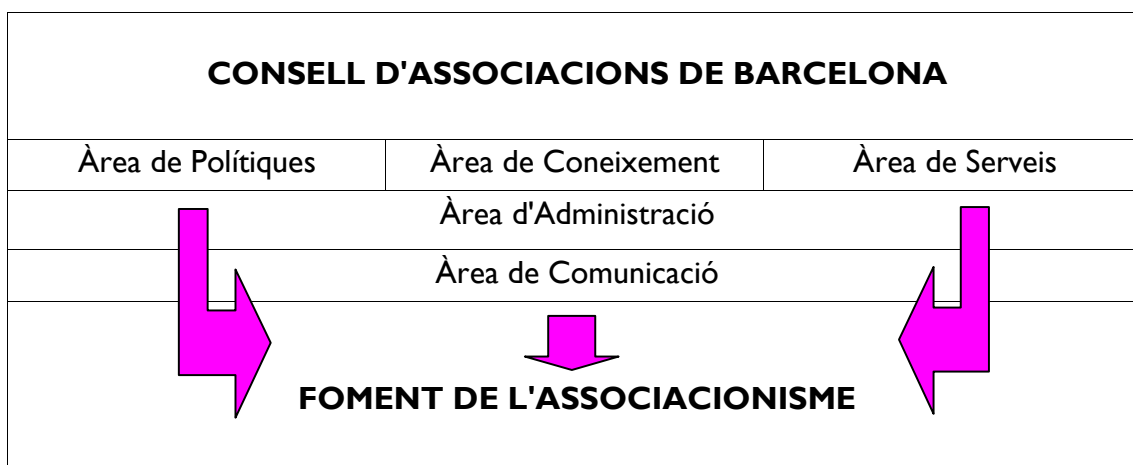 CONSELL D'ASSOCIACIONS DE BARCELONA
Àrea de Polítiques
Àrea de Coneixement
Àrea de Serveis
Àrea d'Administració
Àrea de Comunicació
FOMENT DE L'ASSOCIACIONISME